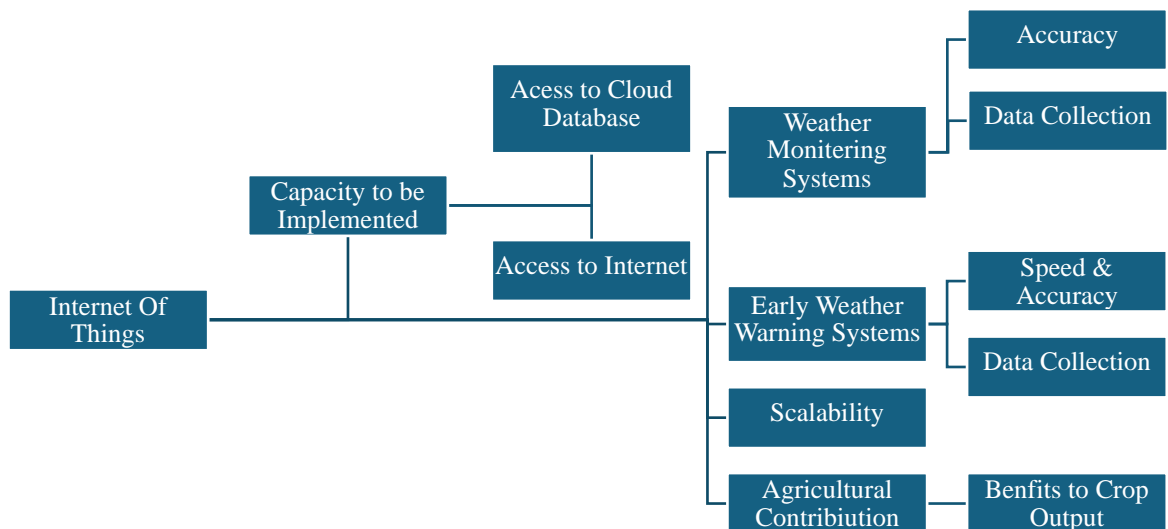 Internet Of
Things
Capacity to be
Implemented
Acess to Cloud
Database
Access to Internet
Weather
Monitering
Systems
Accuracy
Data Collection
Early Weather
Warning Systems
Speed &
Accuracy
Data Collection
Scalability
Agricultural
Contribiution
Benfits to Crop
Output